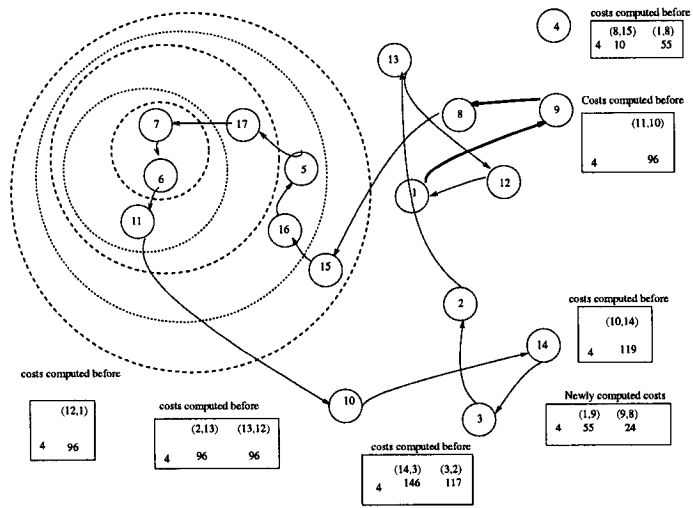 costs computed before
(8,15) (1,8)
4 10 55
4
13
Costs computed before
(11,10)
4 96
9
8
7
17
5
6
12
1
11
16
15
2
costs computed before
(10,14)
4 119
14
costs computed before
(12,1)
4 96
costs computed before
(2,13) (13,12)
4 96 96
10
3
Newly computed costs
(1,9) (9,8)
4 55 24
costs computed before
(14,3) (3,2)
4 146 117